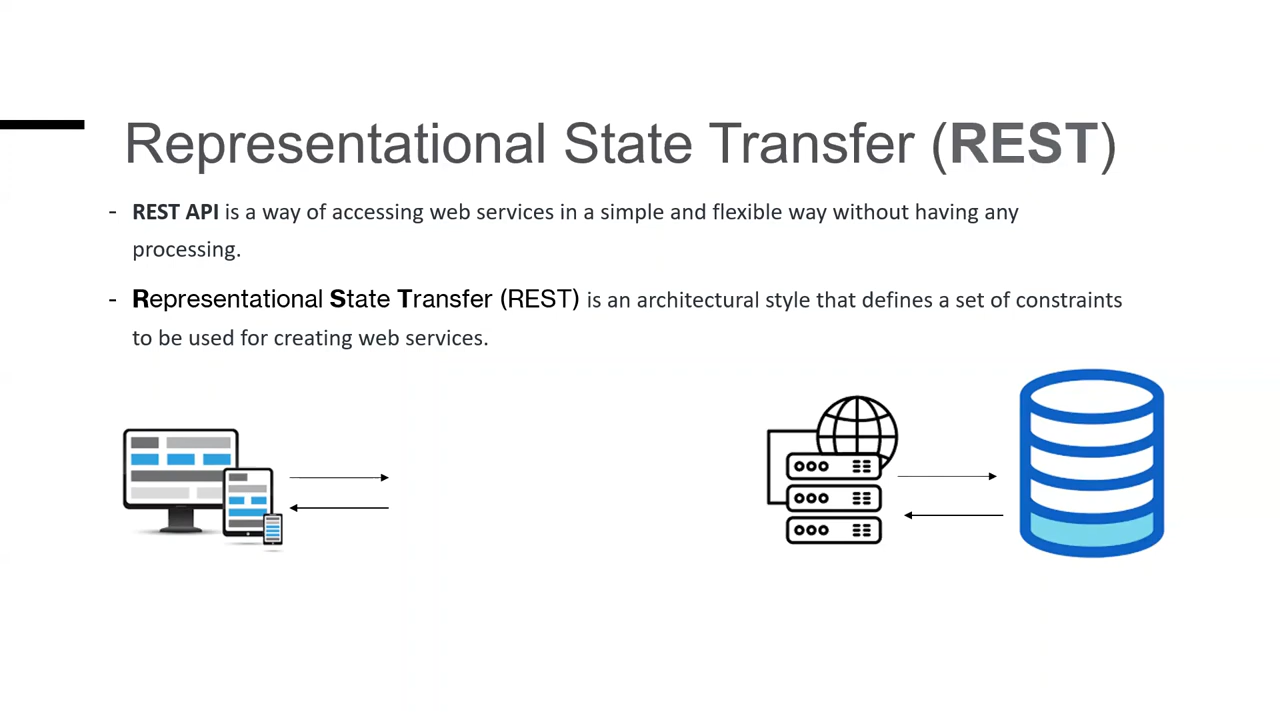 Representational State Transfer (REST)
- REST API is a way of accessing web services in a simple and flexible way without having any
processing.
- Representational State Transfer (REST) is an architectural style that defines a set of constraints
to be used for creating web services.